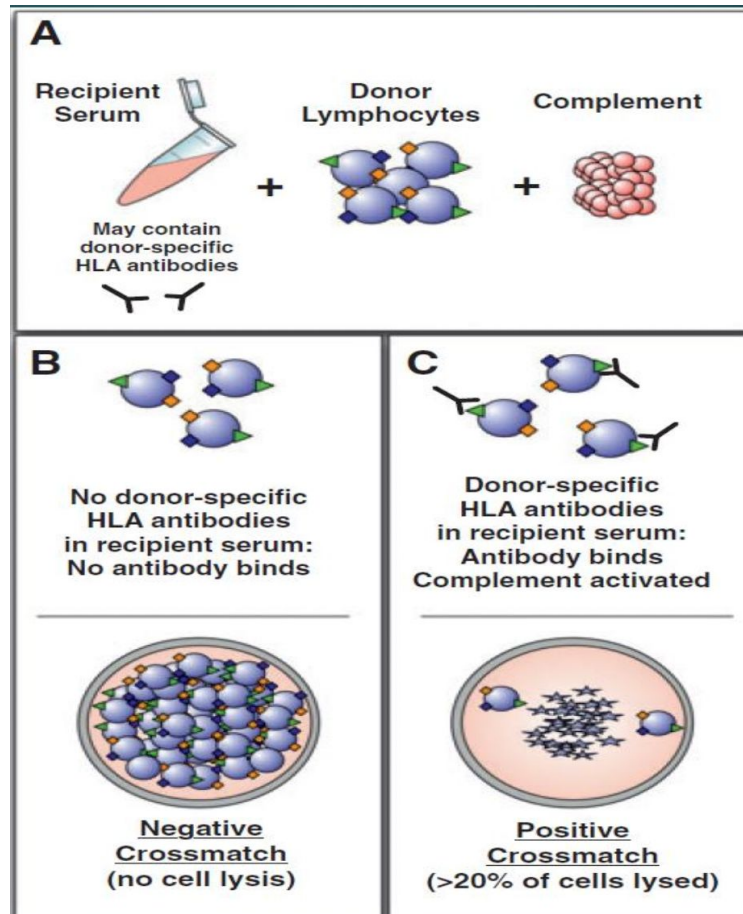 A
Recipient
Serum
+
Donor
Lymphocytes
+
Complement
May contain
donor-specific
HLA antibodies
B
No donor-specific
HLA antibodies
in recipient serum:
No antibody binds
Negative
Crossmatch
(no cell lysis)
C
Donor-specific
HLA antibodies
in recipient serum:
Antibody binds
Complement activated
Positive
Crossmatch
(>20% of cells lysed)